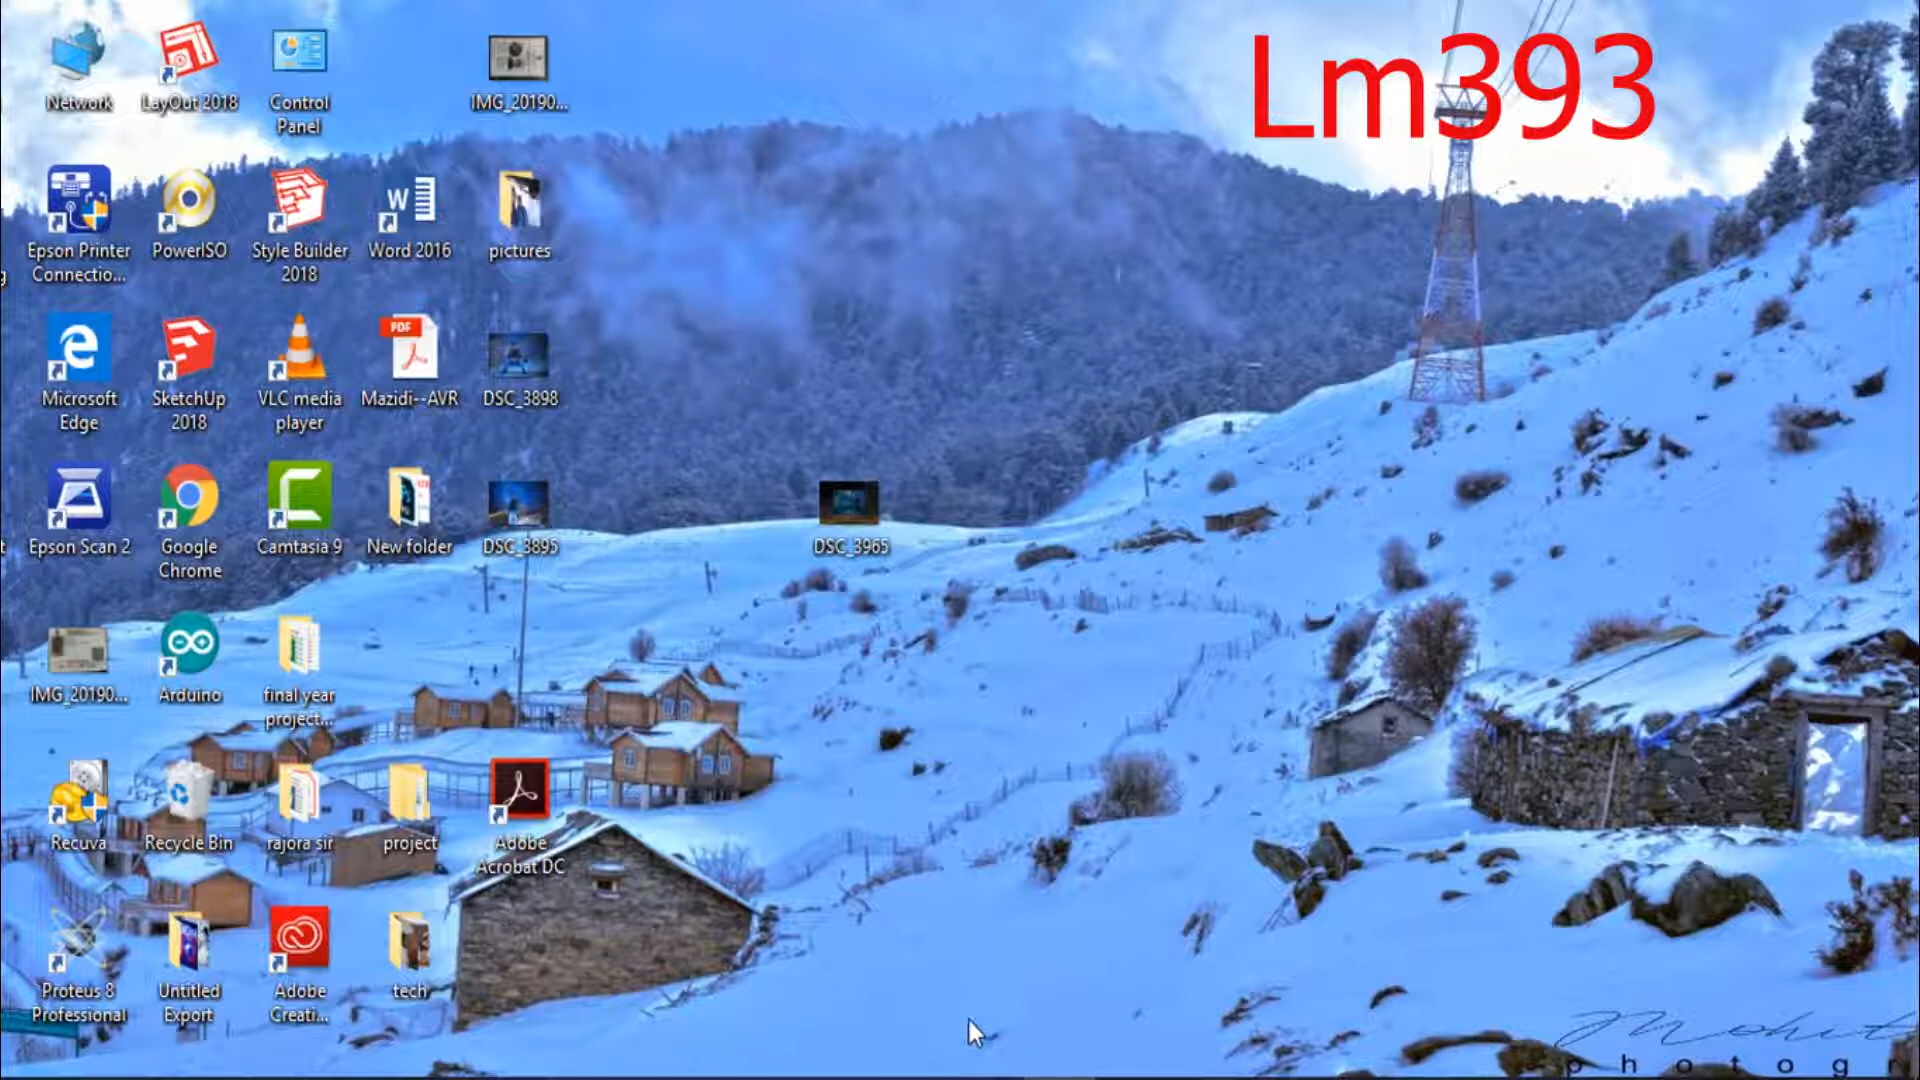 Lm393
Network
LayOut 2018
Control
Panel
IMG_20190...
Epson Printer
Connectio...
PowerISO
Style Builder
2018
W
Word 2016
pictures
Microsoft
Edge
SketchUp
2018
VLC media
player
PDF
Mazidi--AVR
DSC_3898
Epson Scan 2
Google
Chrome
Camtasia 9
New folder
DSC_3895
DSC_3965
IMG_20190...
Arduino
final year
project...
Recuva
Recycle Bin
rajora sir
project
Adobe
Acrobat DC
Proteus 8
Professional
Untitled
Export
Adobe
Creati...
tech
Mohit
photogr